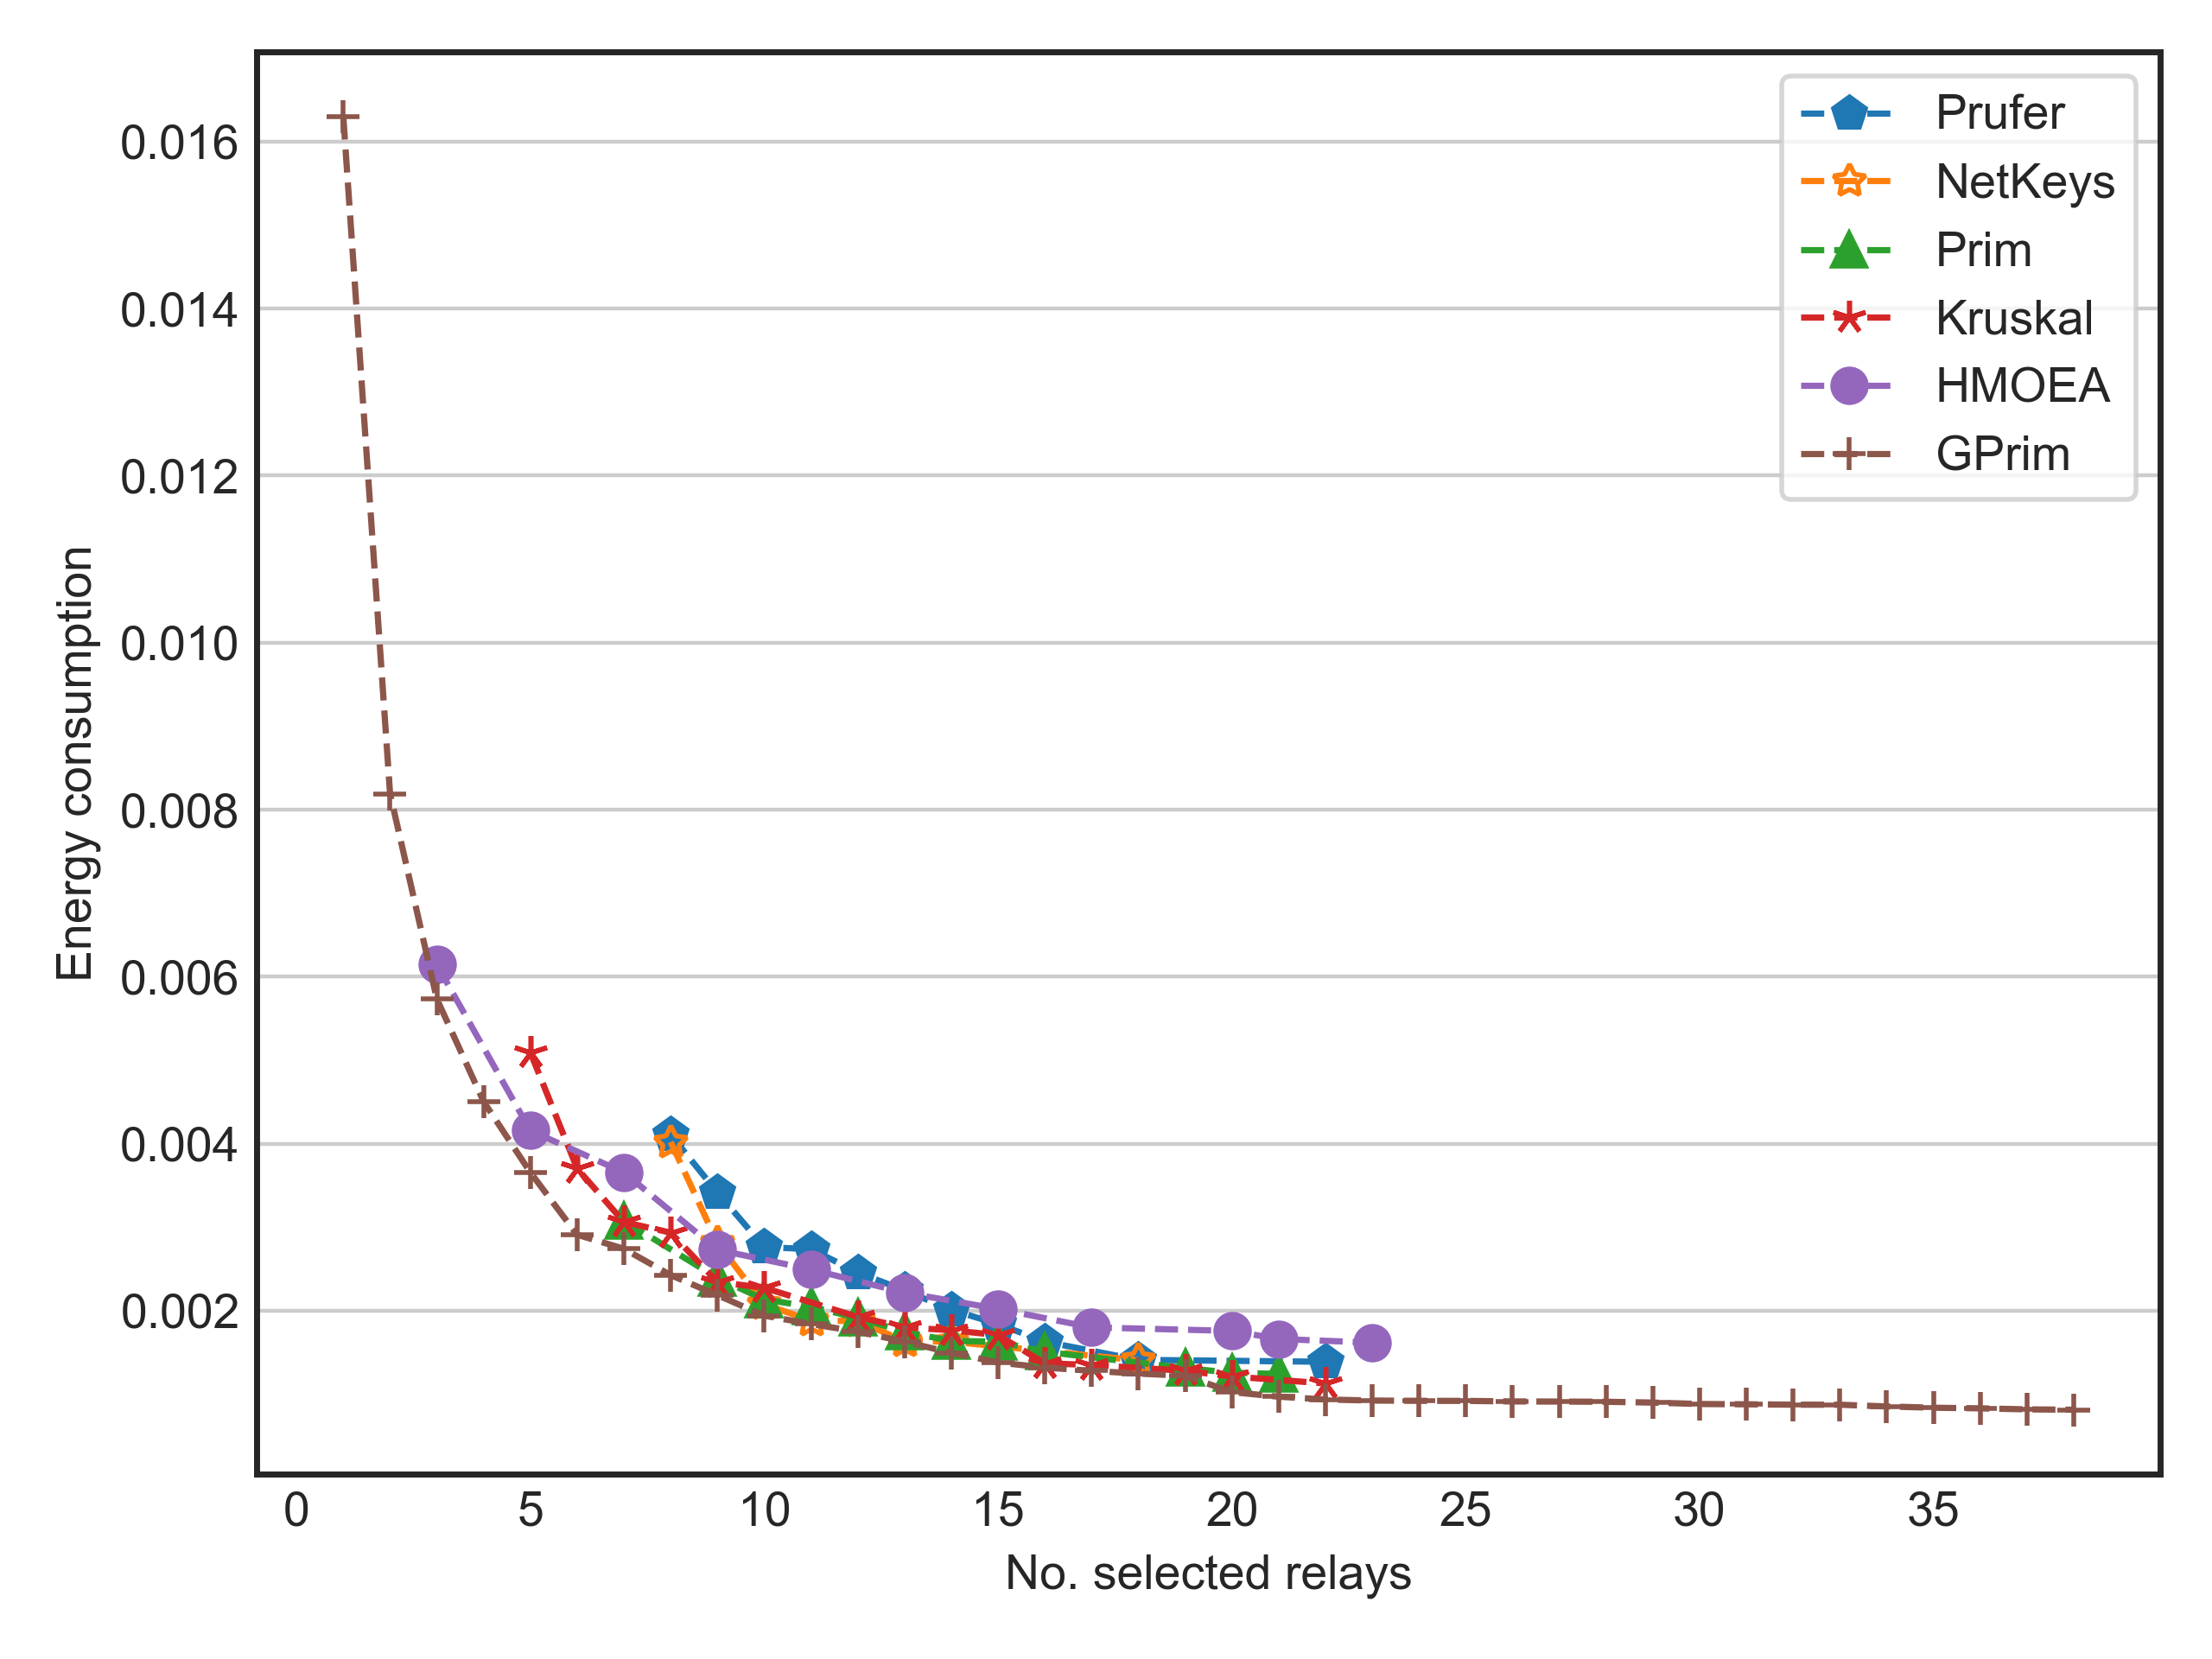 Prufer
NetKeys
Prim
Kruskal
HMOEA
GPrim
Energy consumption
0.016
0.014
0.012
0.010
0.008
0.006
0.004
0.002
0 5 10 15 20 25 30 35
No. selected relays